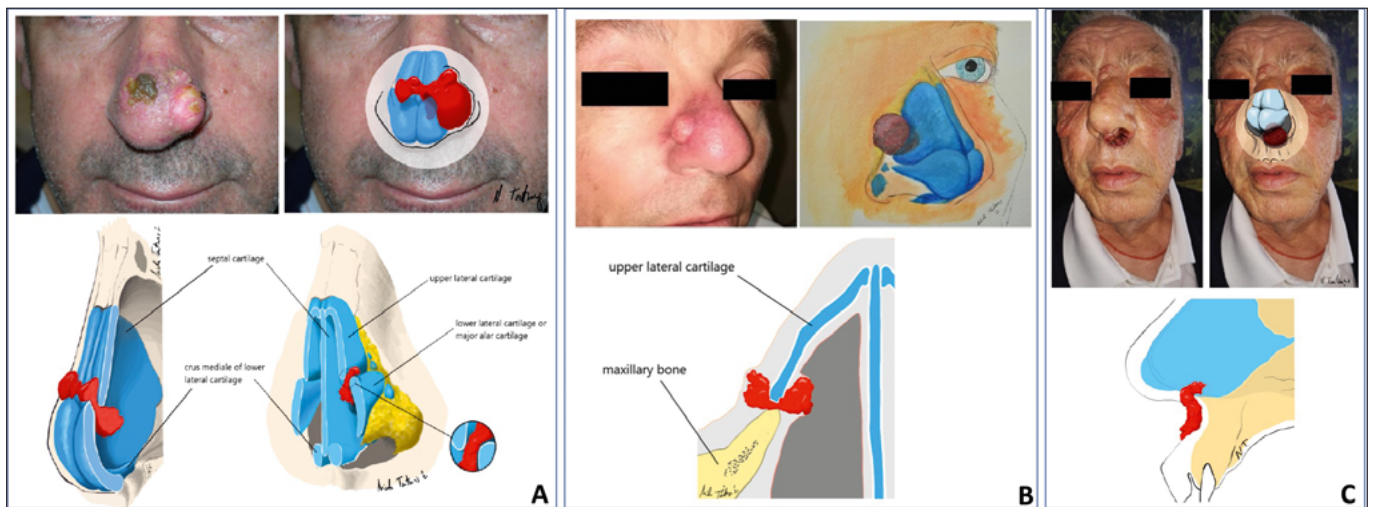 septal cartilage
upper lateral cartilage
lower lateral cartilage or
major alar cartilage
crus mediale of lower
lateral cartilage
A
upper lateral cartilage
maxillary bone
B
NT
C